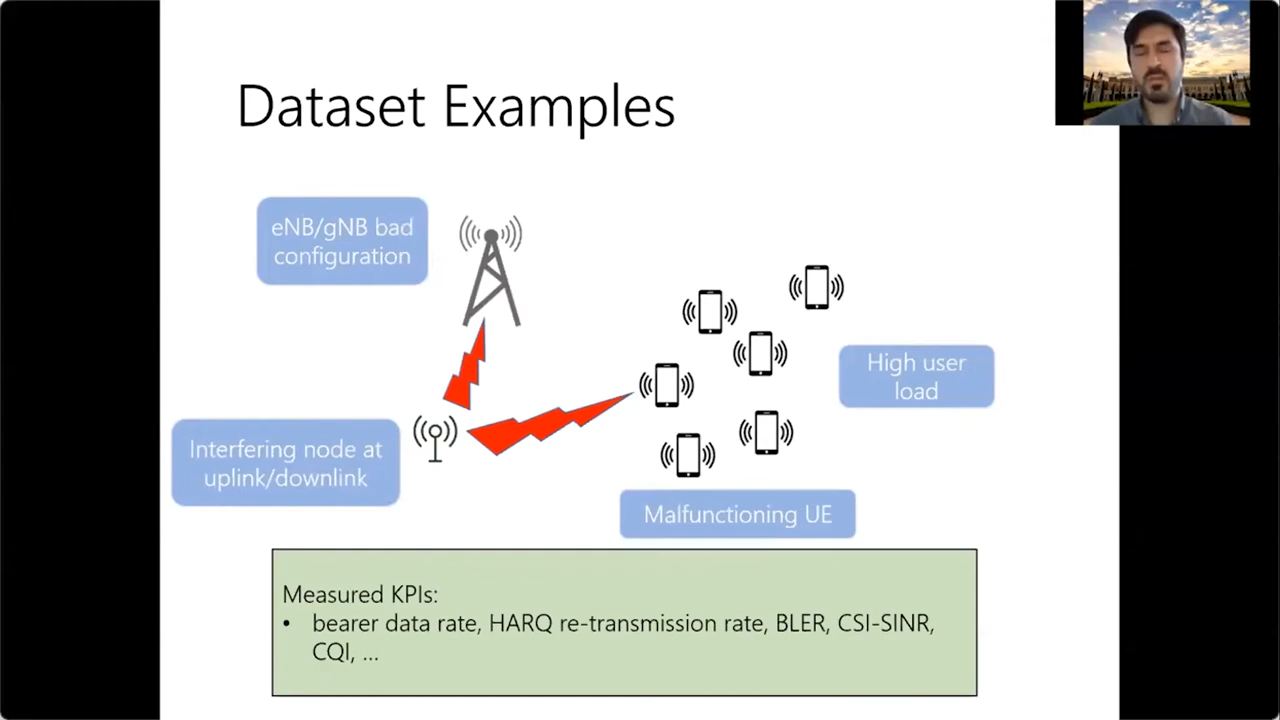 Dataset Examples
eNB/gNB bad
configuration
High user
load
Interfering node at
uplink/downlink
Malfunctioning UE
Measured KPIs:
• bearer data rate, HARQ re-transmission rate, BLER, CSI-SINR,
CQI, ...